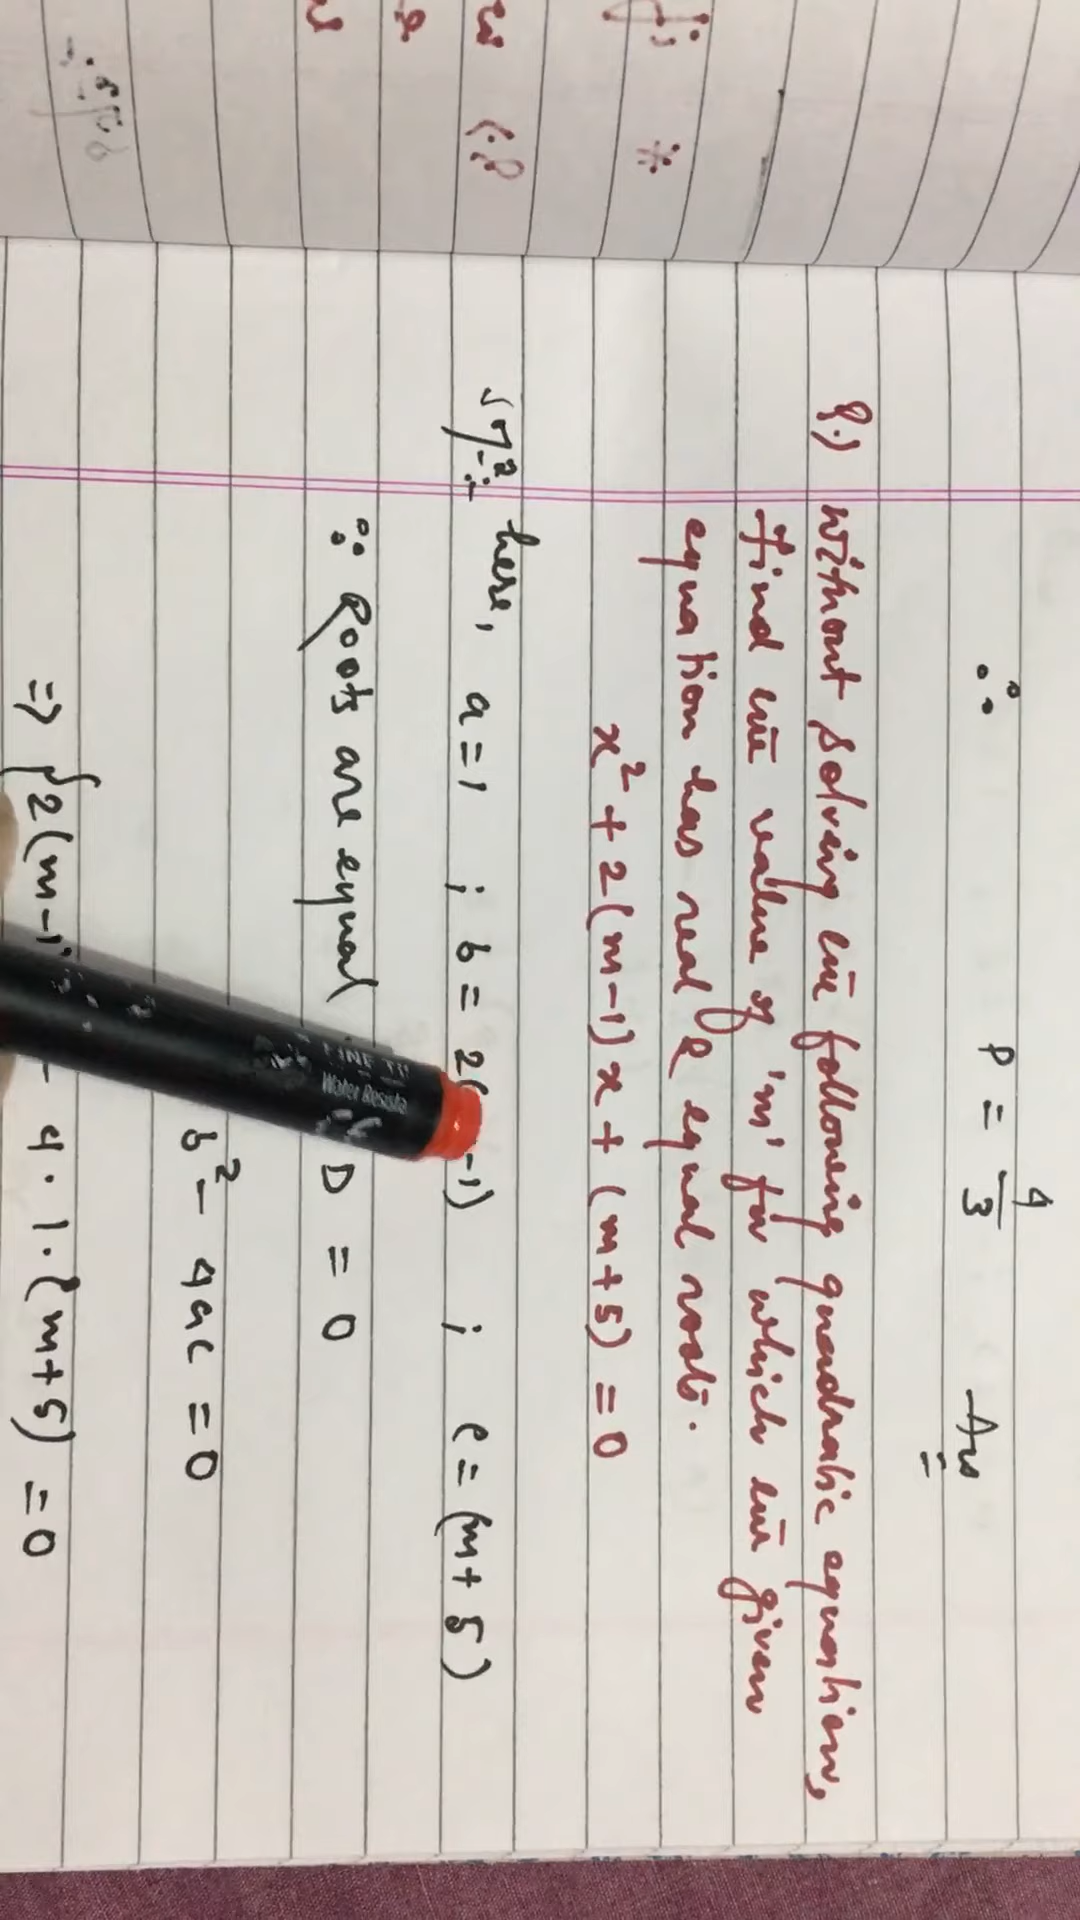 ∴ P = 4/3 Ans
Q.) Without solving the following quadratic equation,
Find the value of 'm' for which the given
equation has real & equal roots.
x² + 2(m-1)x + (m+5) = 0
here, a = 1 ; b = 2( -1) ; c = (m+5)
∵ Roots are equal D = 0
b² - 4ac = 0
⇒ {2(m-1 - 4·1·(m+5) = 0
FINE TI
Water Resista